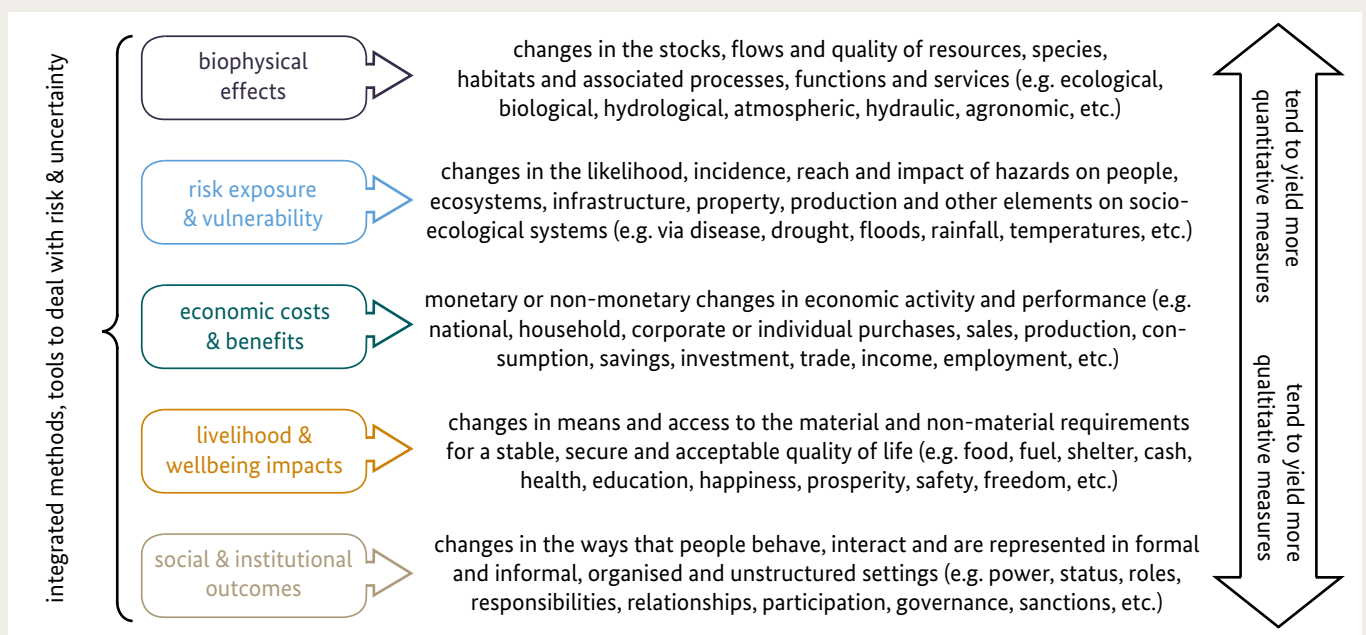 integrated methods, tools to deal with risk & uncertainty
biophysical
effects
changes in the stocks, flows and quality of resources, species,
habitats and associated processes, functions and services (e.g. ecological,
biological, hydrological, atmospheric, hydraulic, agronomic, etc.)
risk exposure
& vulnerability
changes in the likelihood, incidence, reach and impact of hazards on people,
ecosystems, infrastructure, property, production and other elements on socio-
ecological systems (e.g. via disease, drought, floods, rainfall, temperatures, etc.)
economic costs
& benefits
monetary or non-monetary changes in economic activity and performance (e.g.
national, household, corporate or individual purchases, sales, production, con-
sumption, savings, investment, trade, income, employment, etc.)
livelihood &
wellbeing impacts
changes in means and access to the material and non-material requirements
for a stable, secure and acceptable quality of life (e.g. food, fuel, shelter, cash,
health, education, happiness, prosperity, safety, freedom, etc.)
social & institutional
outcomes
changes in the ways that people behave, interact and are represented in formal
and informal, organised and unstructured settings (e.g. power, status, roles,
responsibilities, relationships, participation, governance, sanctions, etc.)
tend to yield more
quantitative measures
tend to yield more
qualtitative measures